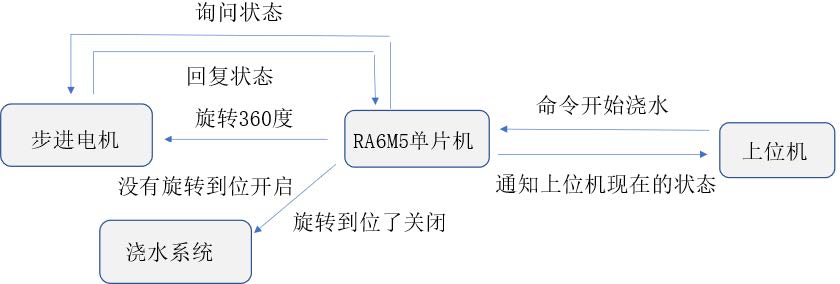 询问状态
回复状态
旋转360度
命令开始浇水
步进电机
RA6M5单片机
上位机
没有旋转到位开启
通知上位机现在的状态
旋转到位了关闭
浇水系统